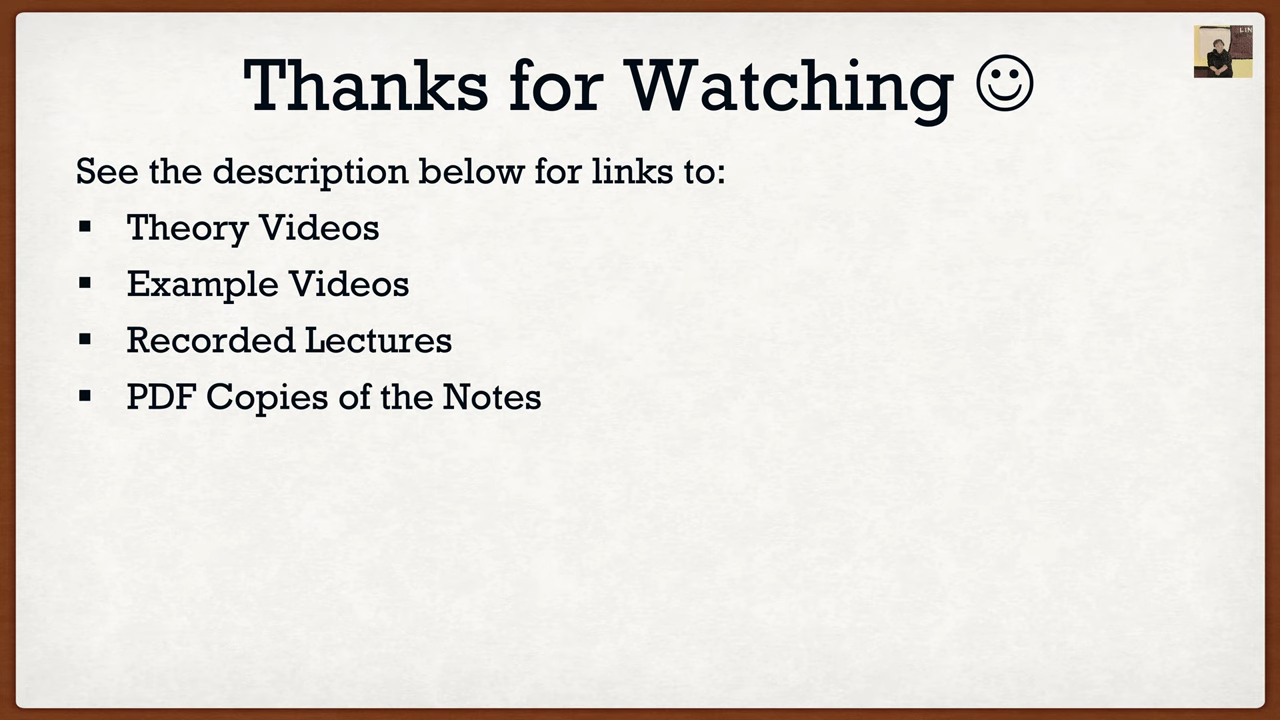 Thanks for Watching ☺
See the description below for links to:
▪ Theory Videos
▪ Example Videos
▪ Recorded Lectures
▪ PDF Copies of the Notes
LIN